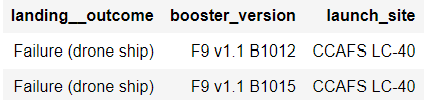 landing__outcome booster_version launch_site
Failure (drone ship) F9 v1.1 B1012 CCAFS LC-40
Failure (drone ship) F9 v1.1 B1015 CCAFS LC-40